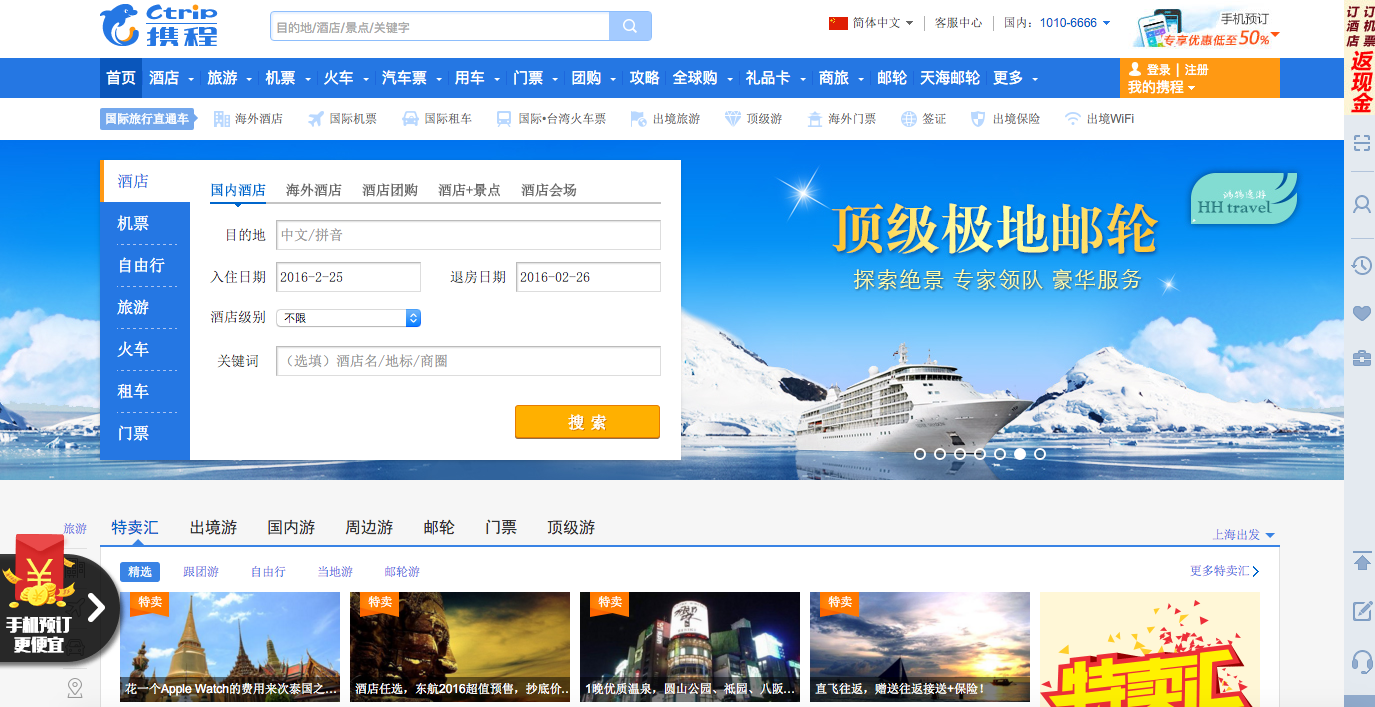 Ctrip
携程
目的地/酒店/景点/关键字
简体中文
客服中心
国内：1010-6666
手机预订
专享优惠低至50%
订酒店
订机票
返现金
首页 酒店 旅游 机票 火车 汽车票 用车 门票 团购 攻略 全球购 礼品卡 商旅 邮轮 天海邮轮 更多
登录 | 注册
我的携程
国际旅行直通车 海外酒店 国际机票 国际租车 国际•台湾火车票 出境旅游 顶级游 海外门票 签证 出境保险 出境WiFi
酒店
机票
自由行
旅游
火车
租车
门票
国内酒店 海外酒店 酒店团购 酒店+景点 酒店会场
目的地 中文/拼音
入住日期 2016-2-25 退房日期 2016-02-26
酒店级别 不限
关键词 （选填）酒店名/地标/商圈
搜索
鸿鹄逸游
HH travel
顶级极地邮轮
探索绝景 专家领队 豪华服务
旅游
特卖汇 出境游 国内游 周边游 邮轮 门票 顶级游
上海出发
精选 跟团游 自由行 当地游 邮轮游
更多特卖汇
¥
手机预订
更便宜
特卖
花一个Apple Watch的费用来次泰国之...
特卖
酒店任选，东航2016超值预售，抄底价...
特卖
1晚优质温泉，圆山公园、祗园、八阪...
特卖
直飞往返，赠送往返接送+保险！
特卖汇